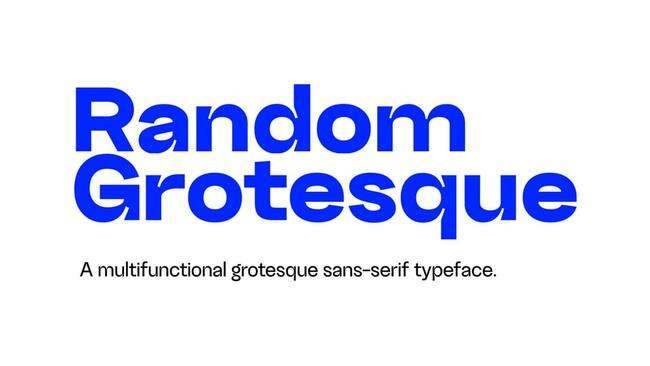 Random
Grotesque
A multifunctional grotesque sans-serif typeface.